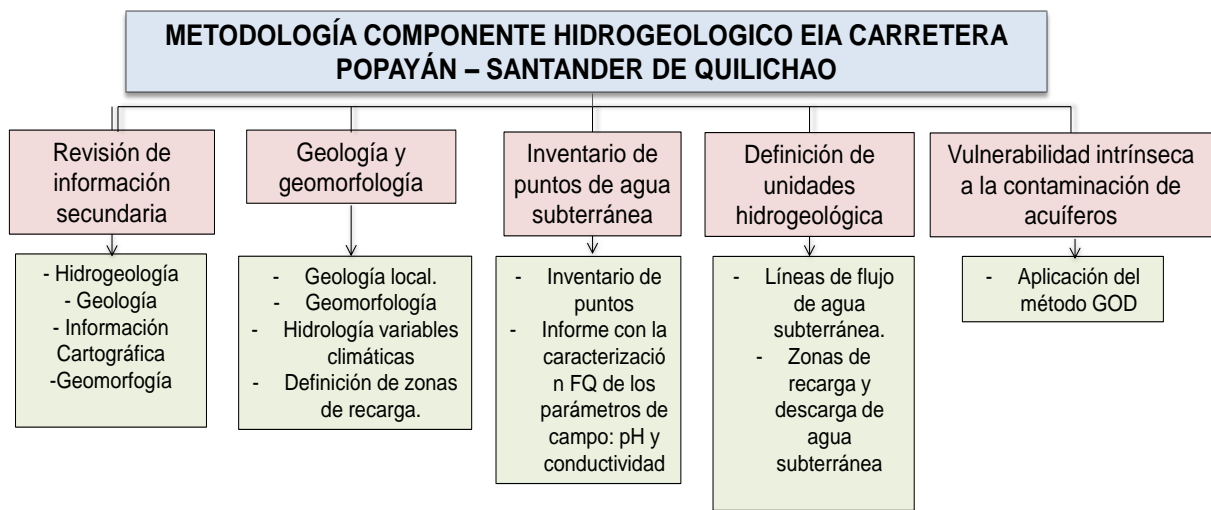 METODOLOGÍA COMPONENTE HIDROGEOLOGICO EIA CARRETERA
POPAYÁN – SANTANDER DE QUILICHAO
Revisión de
información
secundaria
- Hidrogeología
- Geología
- Información
Cartográfica
-Geomorfogía
Geología y
geomorfología
- Geología local.
- Geomorfología
- Hidrología variables
climáticas
- Definición de zonas
de recarga.
Inventario de
puntos de agua
subterránea
- Inventario de
puntos
- Informe con la
caracterizació
n FQ de los
parámetros de
campo: pH y
conductividad
Definición de
unidades
hidrogeológica
- Líneas de flujo
de agua
subterránea.
- Zonas de
recarga y
descarga de
agua
subterránea
Vulnerabilidad intrínseca
a la contaminación de
acuíferos
- Aplicación del
método GOD